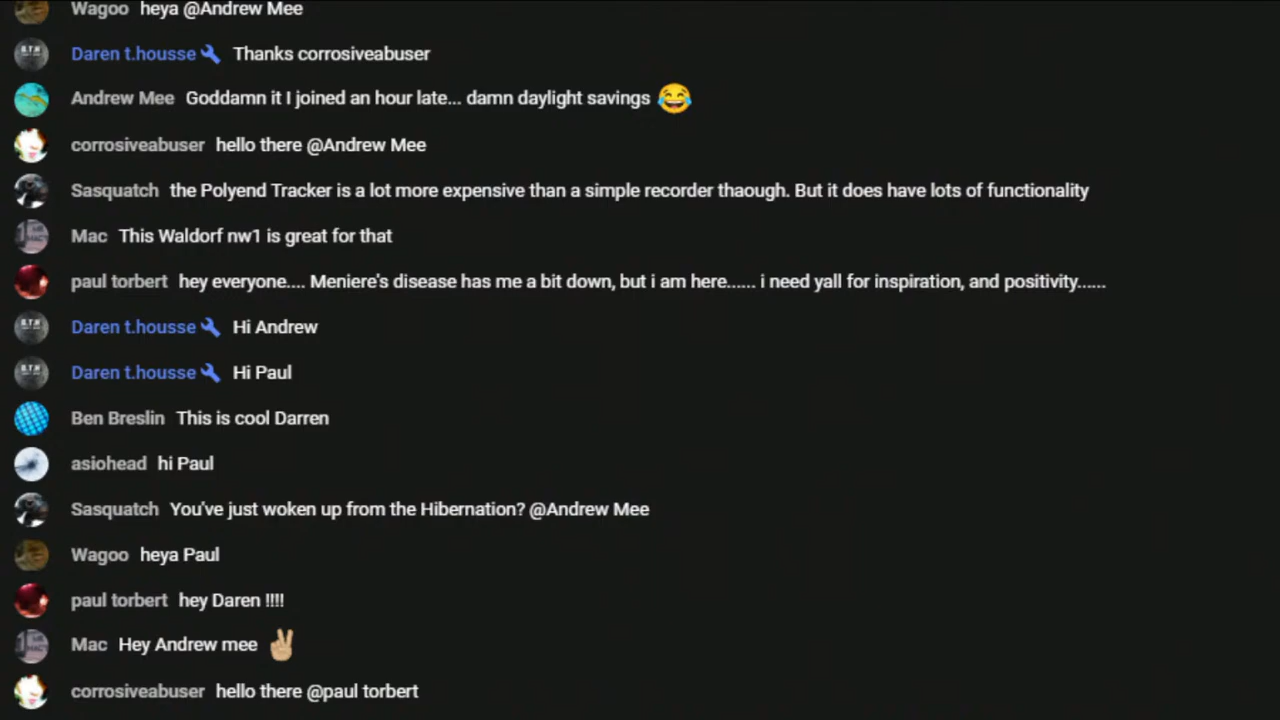 Wagoo heya @Andrew Mee
Daren t.housse Thanks corrosiveabuser
Andrew Mee Goddamn it I joined an hour late... damn daylight savings 😂
corrosiveabuser hello there @Andrew Mee
Sasquatch the Polyend Tracker is a lot more expensive than a simple recorder thaough. But it does have lots of functionality
Mac This Waldorf nw1 is great for that
paul torbert hey everyone.... Meniere's disease has me a bit down, but i am here...... i need yall for inspiration, and positivity......
Daren t.housse Hi Andrew
Daren t.housse Hi Paul
Ben Breslin This is cool Darren
asiohead hi Paul
Sasquatch You've just woken up from the Hibernation? @Andrew Mee
Wagoo heya Paul
paul torbert hey Daren !!!!
Mac Hey Andrew mee ✌🏼
corrosiveabuser hello there @paul torbert